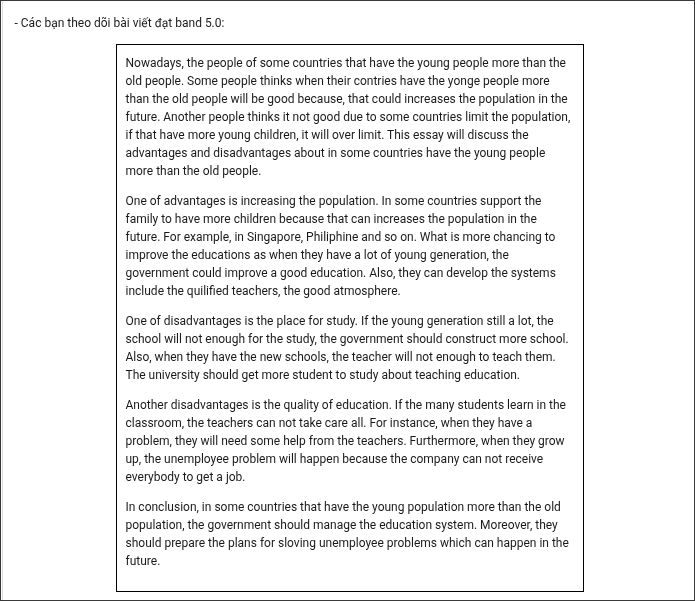 - Các bạn theo dõi bài viết đạt band 5.0:
Nowadays, the people of some countries that have the young people more than the
old people. Some people thinks when their contries have the yonge people more
than the old people will be good because, that could increases the population in the
future. Another people thinks it not good due to some countries limit the population,
if that have more young children, it will over limit. This essay will discuss the
advantages and disadvantages about in some countries have the young people
more than the old people.
One of advantages is increasing the population. In some countries support the
family to have more children because that can increases the population in the
future. For example, in Singapore, Philiphine and so on. What is more chancing to
improve the educations as when they have a lot of young generation, the
government could improve a good education. Also, they can develop the systems
include the quilified teachers, the good atmosphere.
One of disadvantages is the place for study. If the young generation still a lot, the
school will not enough for the study, the government should construct more school.
Also, when they have the new schools, the teacher will not enough to teach them.
The university should get more student to study about teaching education.
Another disadvantages is the quality of education. If the many students learn in the
classroom, the teachers can not take care all. For instance, when they have a
problem, they will need some help from the teachers. Furthermore, when they grow
up, the unemployee problem will happen because the company can not receive
everybody to get a job.
In conclusion, in some countries that have the young population more than the old
population, the government should manage the education system. Moreover, they
should prepare the plans for sloving unemployee problems which can happen in the
future.